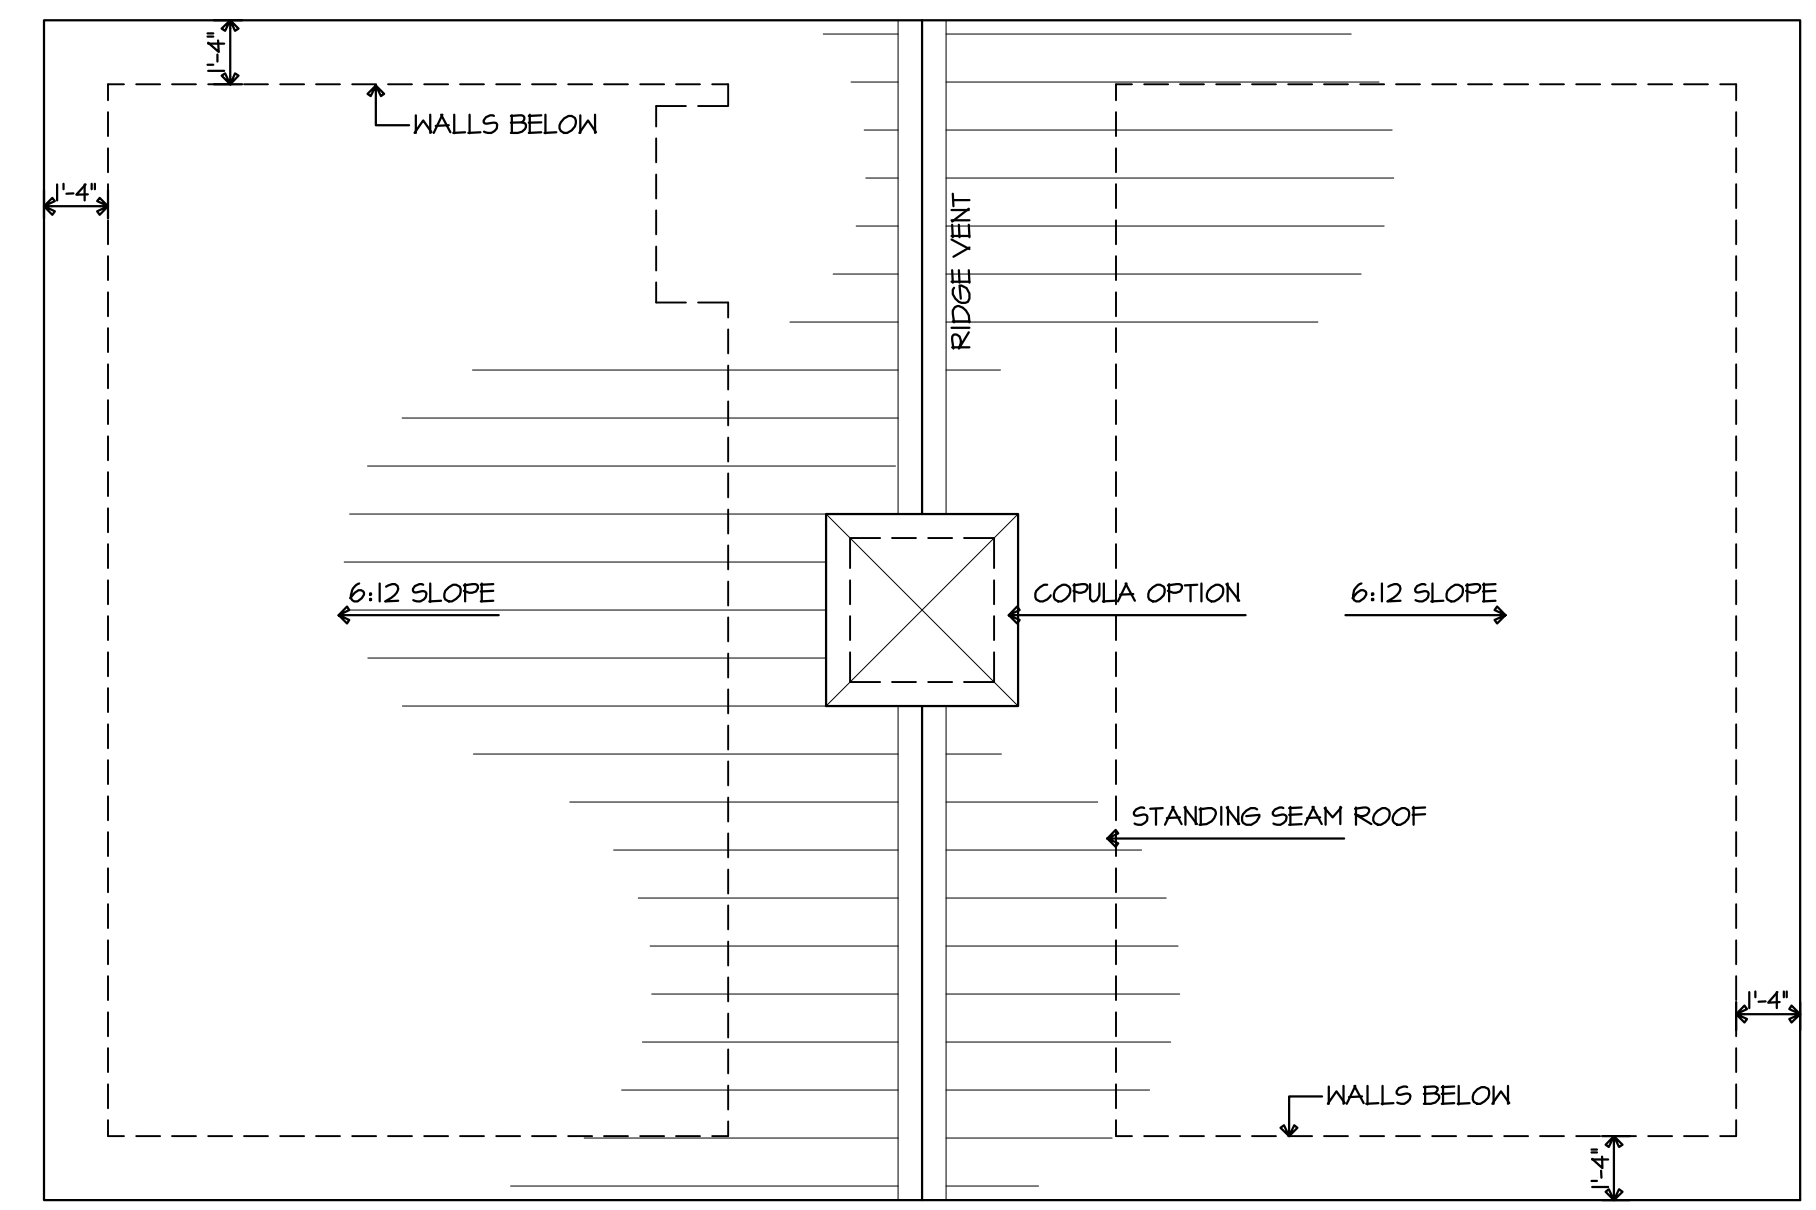 1'-4"
WALLS BELOW
1'-4"
RIDGE VENT
6:12 SLOPE
COPULA OPTION
6:12 SLOPE
STANDING SEAM ROOF
1'-4"
WALLS BELOW
1'-4"